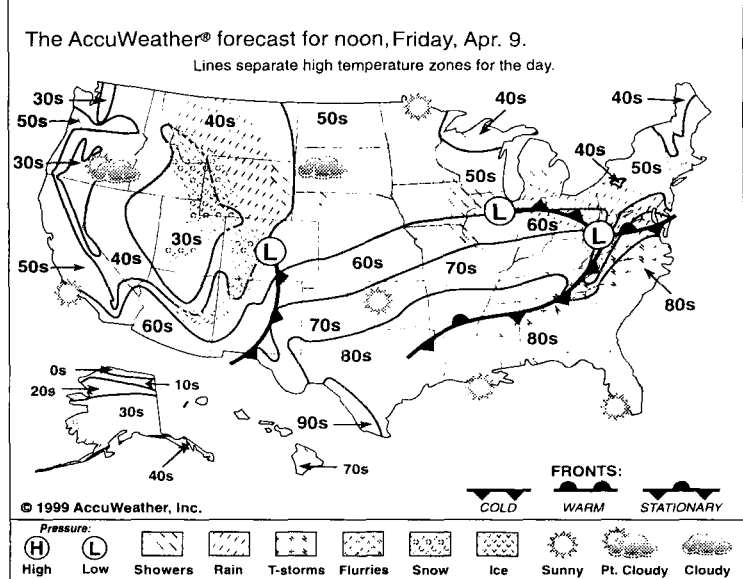 The AccuWeather® forecast for noon, Friday, Apr. 9.
Lines separate high temperature zones for the day.
30s
50s
30s
40s
50s
40s
40s
40s
50s
50s
30s
40s
50s
60s
60s
70s
60s
L
L
L
70s
80s
80s
80s
90s
0s
20s
10s
30s
40s
70s
© 1999 AccuWeather, Inc.
FRONTS:
COLD WARM STATIONARY
Pressure:
H L
High Low Showers Rain T-storms Flurries Snow Ice Sunny Pt. Cloudy Cloudy